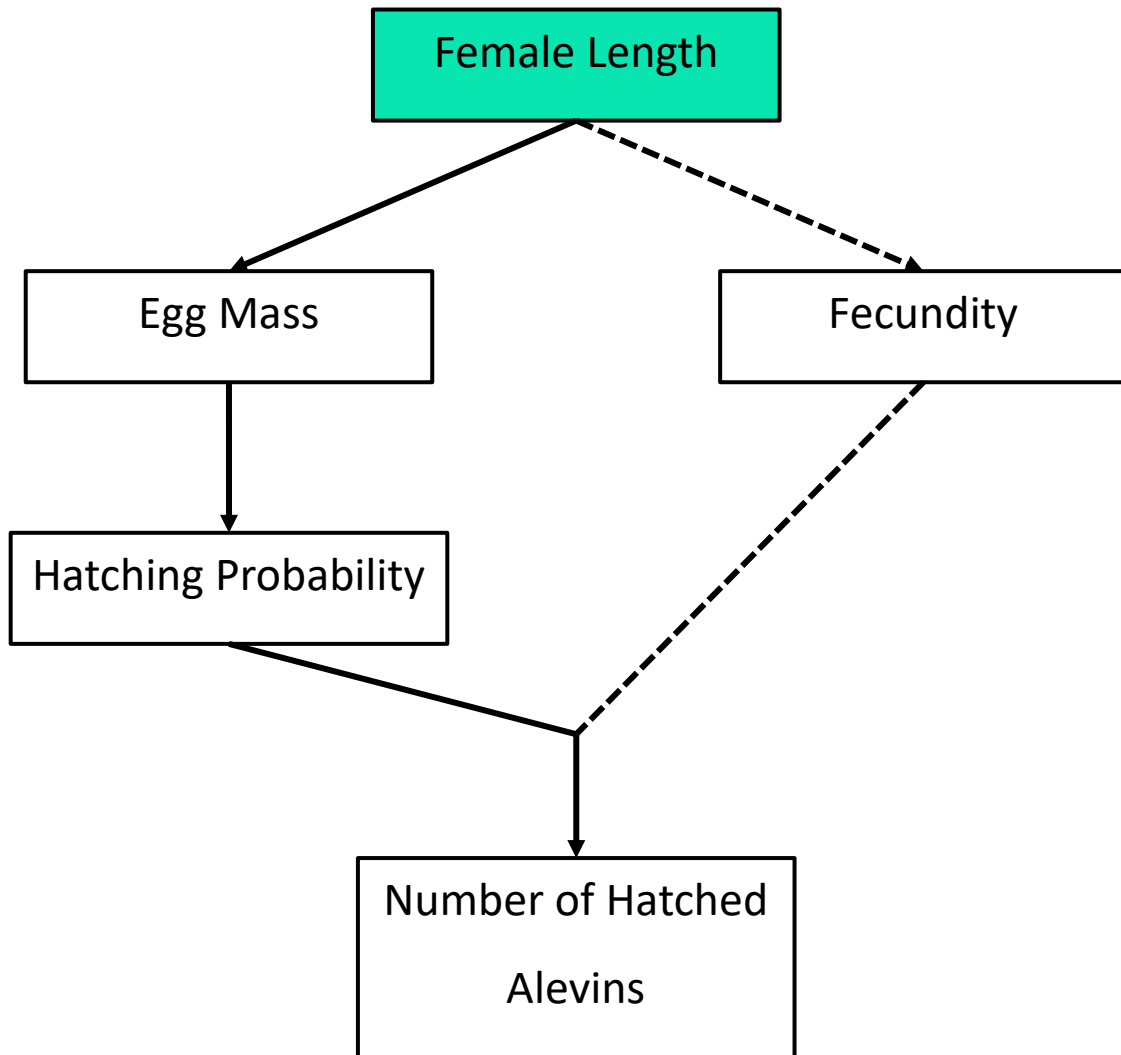 Female Length
Egg Mass
Fecundity
Hatching Probability
Number of Hatched
Alevins